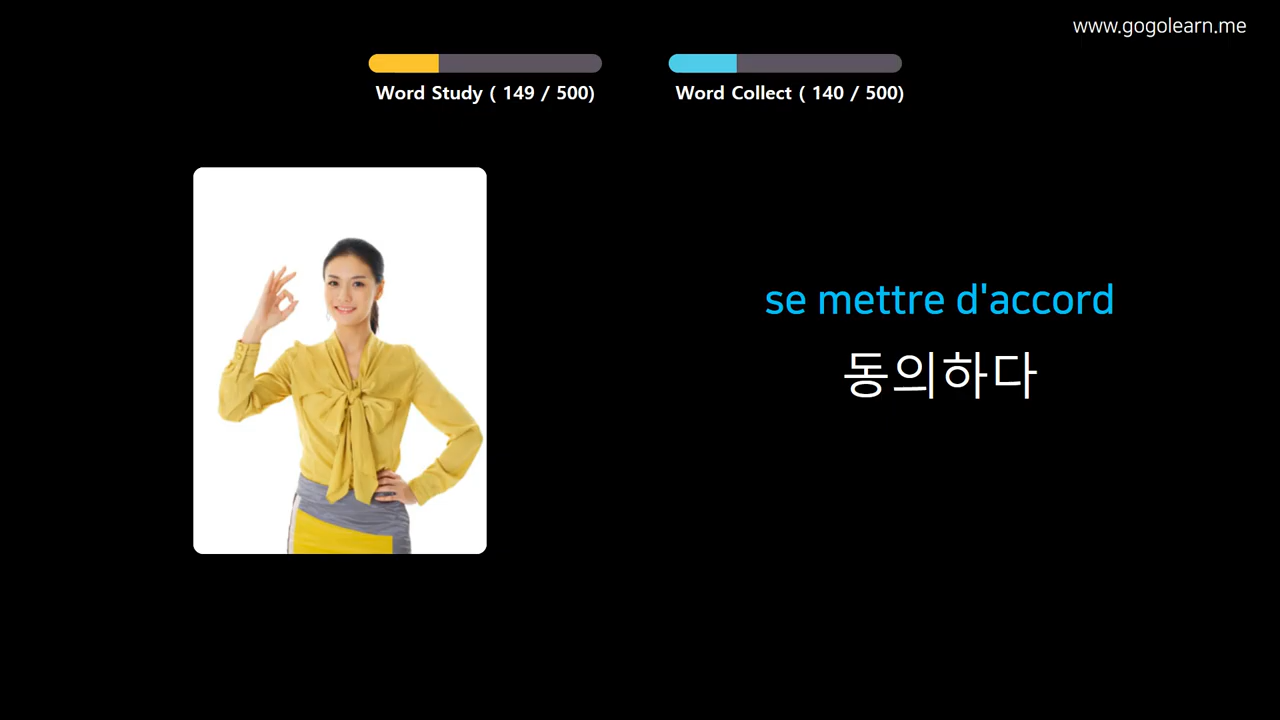 www.gogolearn.me
Word Study ( 149 / 500)
Word Collect ( 140 / 500)
se mettre d'accord
동의하다